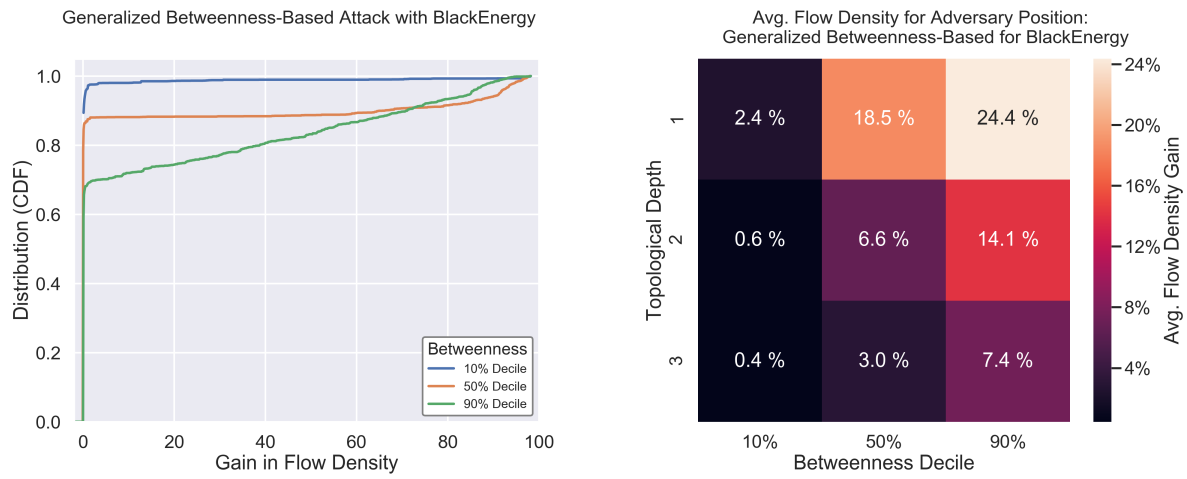 Generalized Betweenness-Based Attack with BlackEnergy
Distribution (CDF)
1.0
0.8
0.6
0.4
0.2
0.0
0
20
40
60
80
100
Gain in Flow Density
Betweenness
10% Decile
50% Decile
90% Decile
Avg. Flow Density for Adversary Position:
Generalized Betweenness-Based for BlackEnergy
Topological Depth
1
2
3
2.4 %
18.5 %
24.4 %
0.6 %
6.6 %
14.1 %
0.4 %
3.0 %
7.4 %
10%
50%
90%
Betweenness Decile
24%
20%
16%
12%
8%
4%
Avg. Flow Density Gain